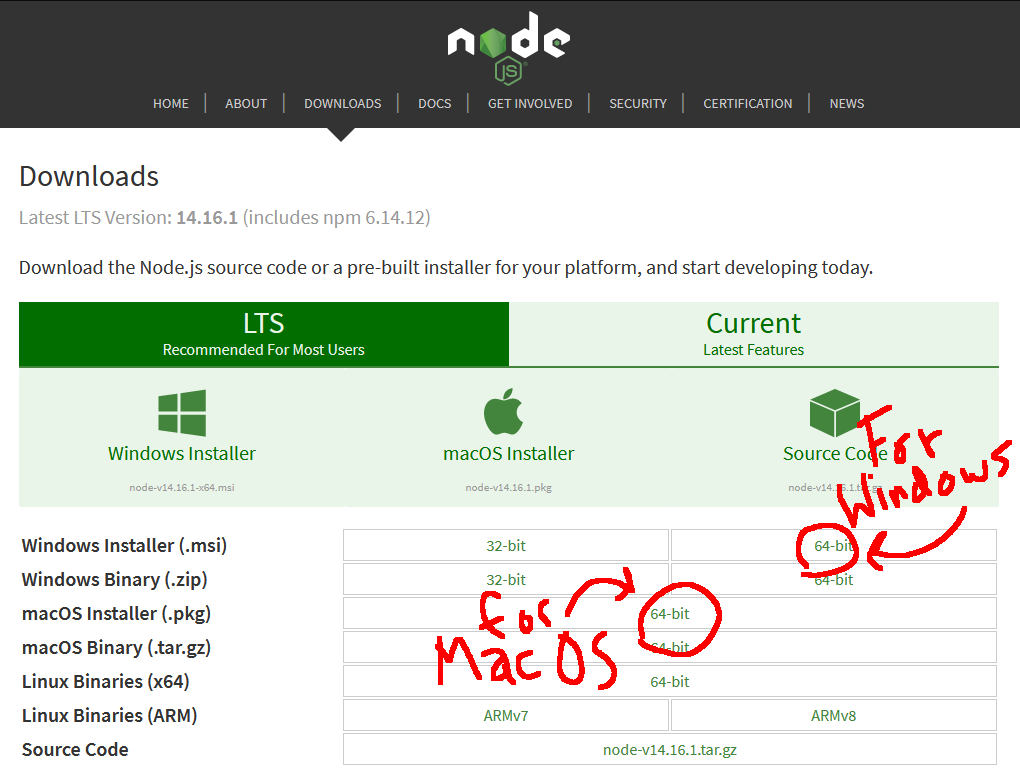 node
JS
HOME | ABOUT | DOWNLOADS | DOCS | GET INVOLVED | SECURITY | CERTIFICATION | NEWS
Downloads
Latest LTS Version: 14.16.1 (includes npm 6.14.12)
Download the Node.js source code or a pre-built installer for your platform, and start developing today.
LTS
Recommended For Most Users
Current
Latest Features
Windows Installer
node-v14.16.1-x64.msi
macOS Installer
node-v14.16.1.pkg
Source Code
node-v14.16.1.tar.gz
For
Windows
Windows Installer (.msi) 32-bit 64-bit
Windows Binary (.zip) 32-bit 64-bit
macOS Installer (.pkg) 64-bit
macOS Binary (.tar.gz) 64-bit
for
MacOS
Linux Binaries (x64) 64-bit
Linux Binaries (ARM) ARMv7 ARMv8
Source Code node-v14.16.1.tar.gz